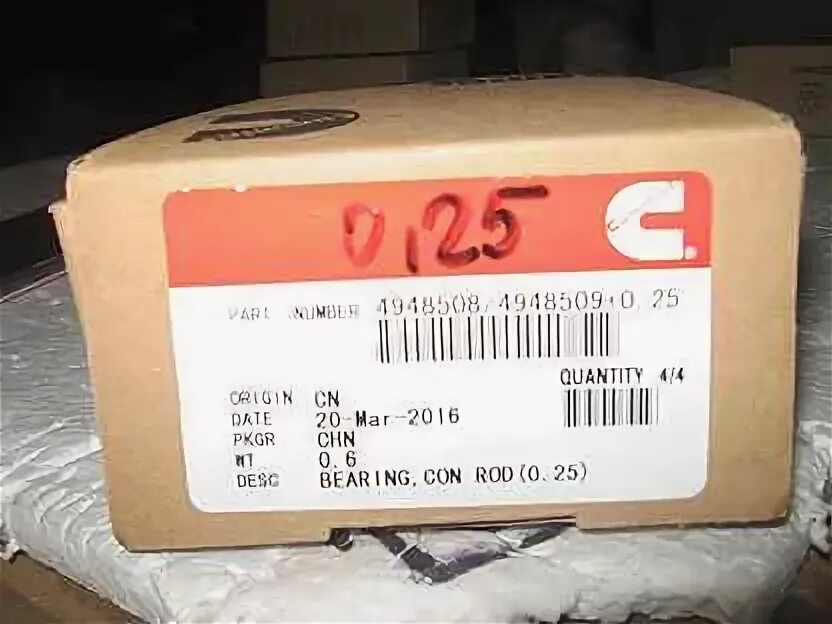 0,25
PART NUMBER 4948508/4948509+0.25
QUANTITY 4/4
ORIGIN CN
DATE 20-Mar-2016
PKGR CHN
WT 0.6
DESC BEARING,CON ROD(0.25)